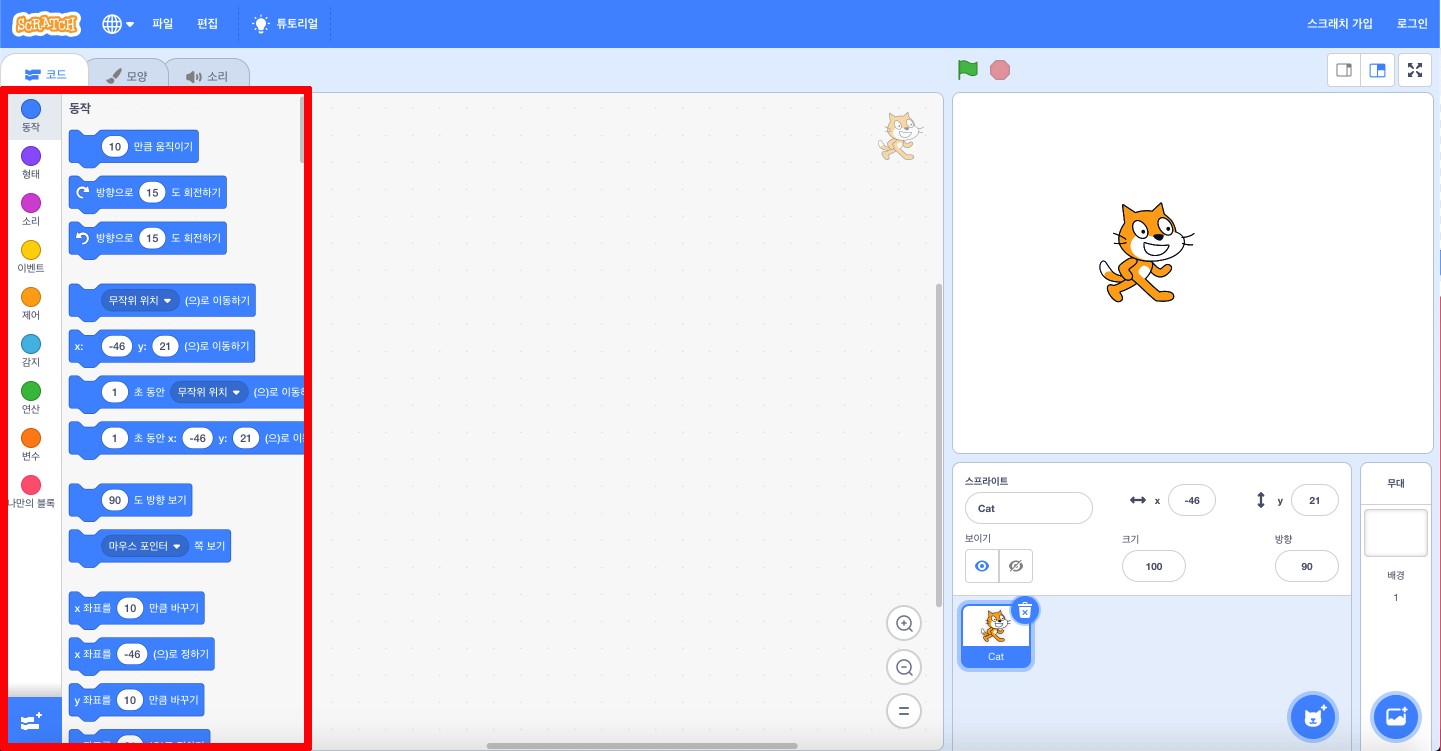 SCRATCH 파일 편집 튜토리얼 스크래치 가입 로그인
코드 모양 소리
동작
형태
소리
이벤트
제어
감지
연산
변수
나만의 블록
동작
10 만큼 움직이기
방향으로 15 도 회전하기
방향으로 15 도 회전하기
무작위 위치 (으)로 이동하기
x: -46 y: 21 (으)로 이동하기
1 초 동안 무작위 위치 (으)로 이동
1 초 동안 x: -46 y: 21 (으)로
90 도 방향 보기
마우스 포인터 쪽 보기
x 좌표를 10 만큼 바꾸기
x 좌표를 -46 (으)로 정하기
y 좌표를 10 만큼 바꾸기
스프라이트
Cat x -46 y 21
보이기 크기 방향
100 90
Cat
무대
배경
1